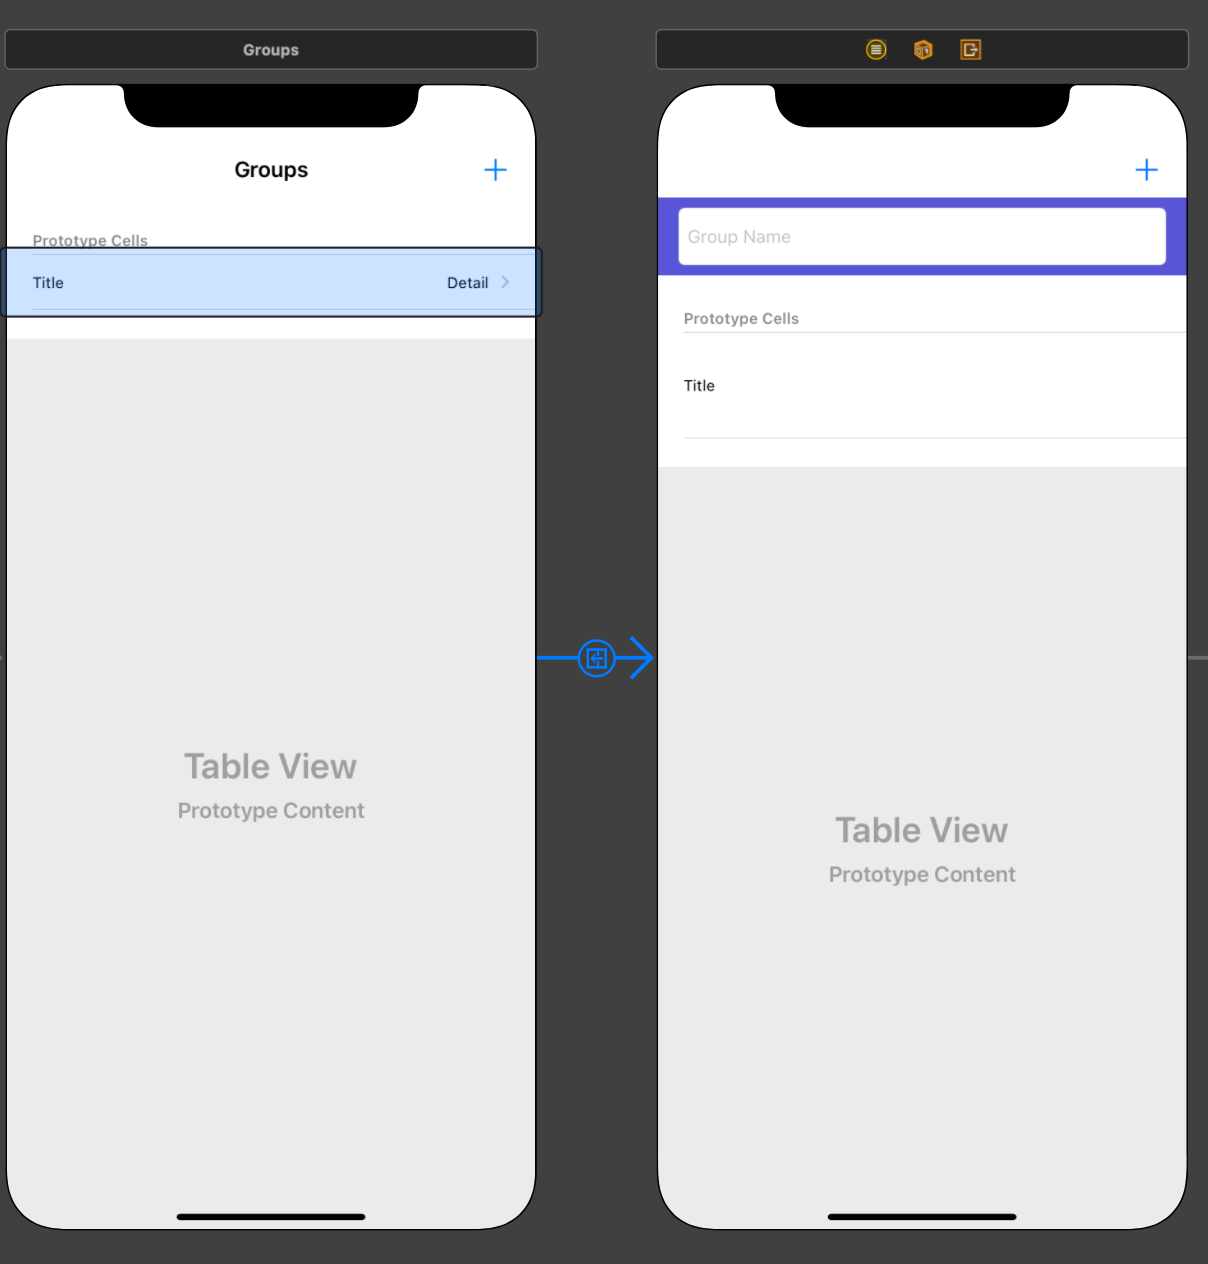 Groups
Groups
Prototype Cells
Title Detail
Table View
Prototype Content
Group Name
Prototype Cells
Title
Table View
Prototype Content